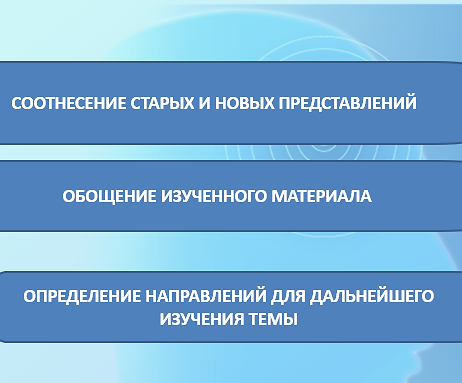 СООТНЕСЕНИЕ СТАРЫХ И НОВЫХ ПРЕДСТАВЛЕНИЙ
ОБОЩЕНИЕ ИЗУЧЕННОГО МАТЕРИАЛА
ОПРЕДЕЛЕНИЕ НАПРАВЛЕНИЙ ДЛЯ ДАЛЬНЕЙШЕГО
ИЗУЧЕНИЯ ТЕМЫ